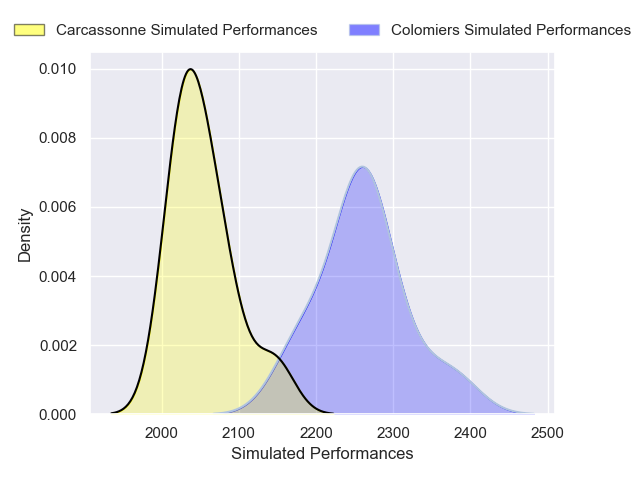 Carcassonne Simulated Performances Colomiers Simulated Performances
0.010
0.008
0.006
0.004
0.002
0.000
Density
2000 2100 2200 2300 2400 2500
Simulated Performances